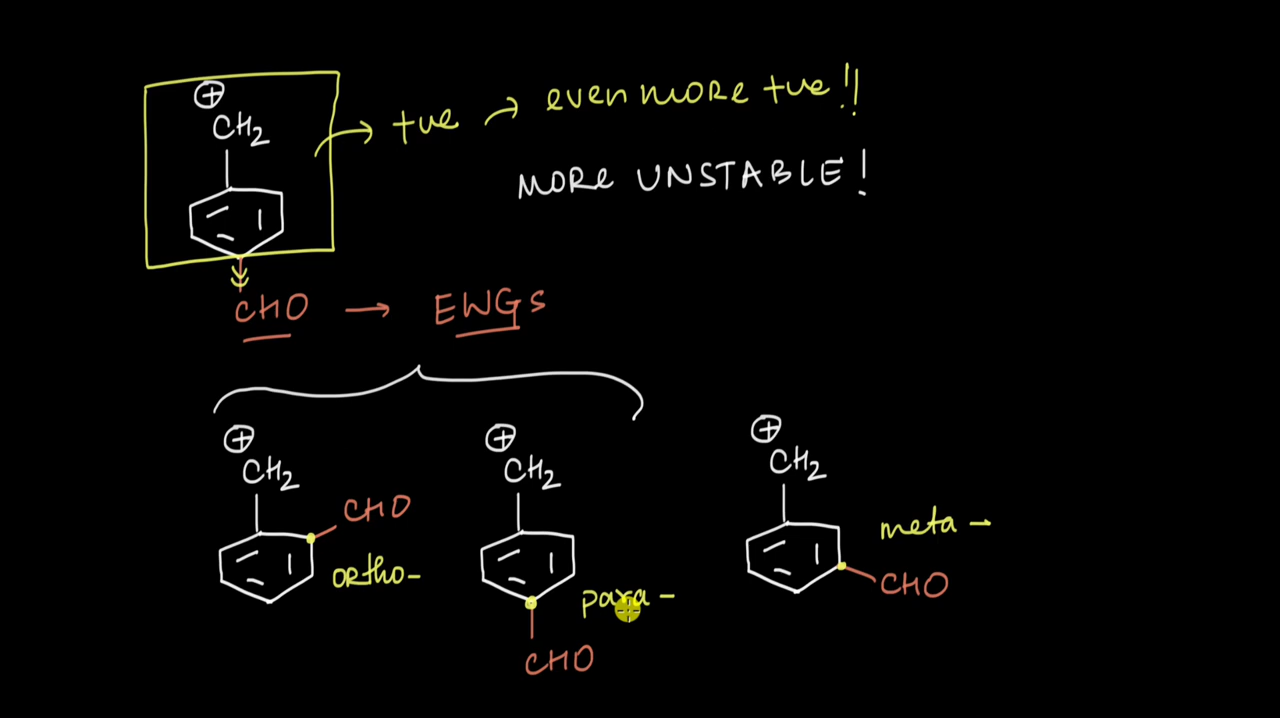 ⊕
CH2
+ve → even more +ve!!
MORE UNSTABLE!
CHO → EWGs
⊕ ⊕ ⊕
CH2 CH2 CH2
CHO
ortho-
para-
meta-
CHO
CHO